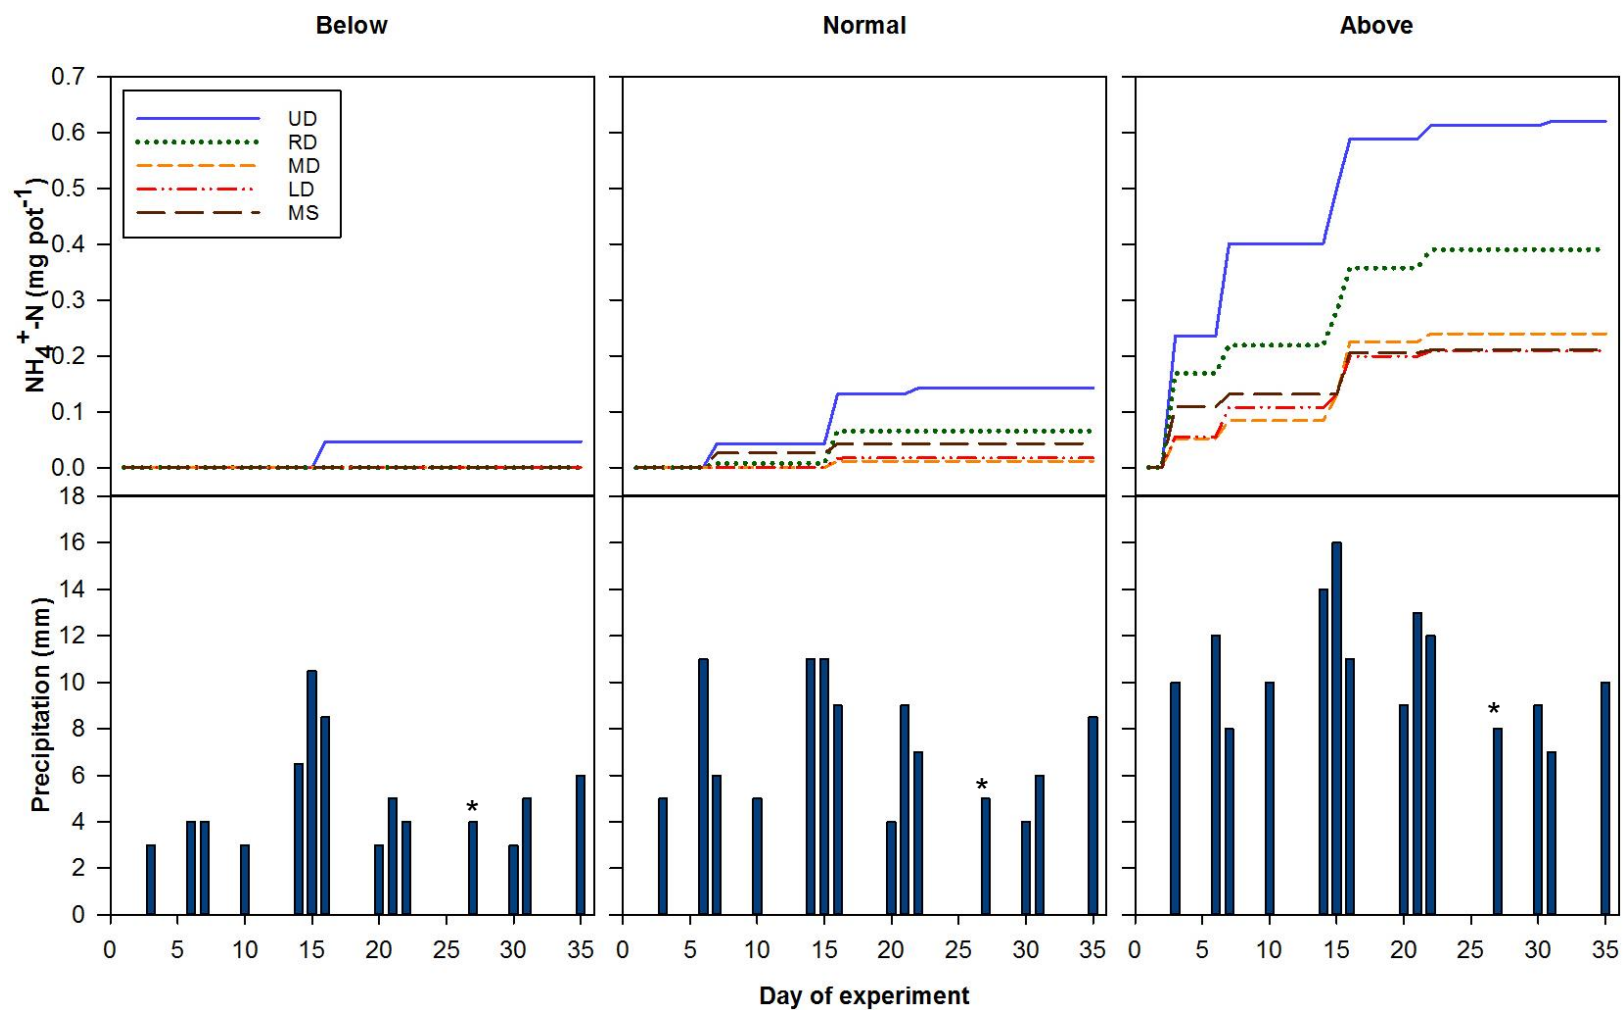 Below Normal Above
0.7
0.6
0.5
0.4
0.3
0.2
0.1
0.0
NH4+-N (mg pot-1)
UD
RD
MD
LD
MS
18
16
14
12
10
8
6
4
2
0
Precipitation (mm)
* * *
0 5 10 15 20 25 30 35 0 5 10 15 20 25 30 35 0 5 10 15 20 25 30 35
Day of experiment